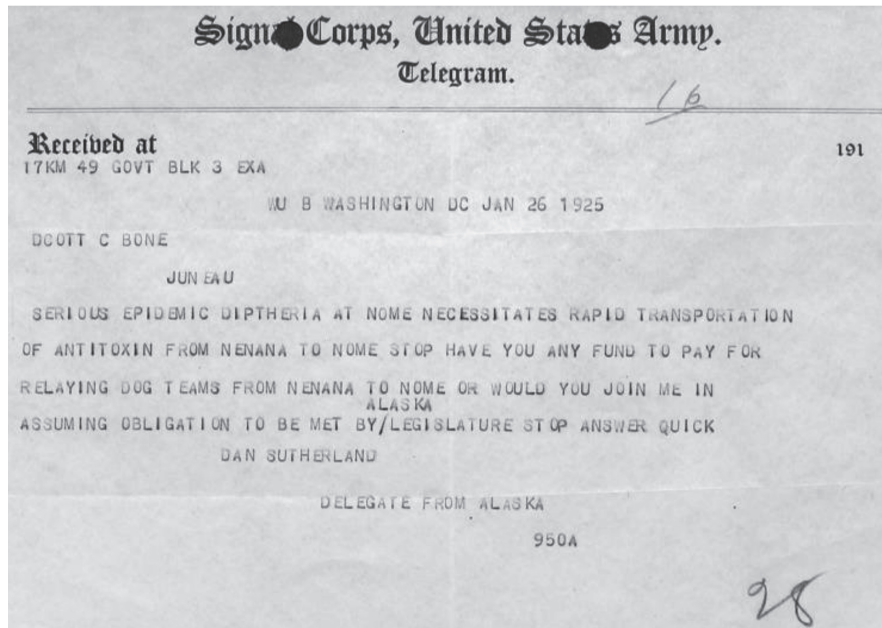 Signal Corps, United States Army.
Telegram.
16
Received at
191
17KM 49 GOVT BLK 3 EXA
WU B WASHINGTON DC JAN 26 1925
DCOTT C BONE
JUNEAU
SERIOUS EPIDEMIC DIPTHERIA AT NOME NECESSITATES RAPID TRANSPORTATION
OF ANTITOXIN FROM NENANA TO NOME STOP HAVE YOU ANY FUND TO PAY FOR
RELAYING DOG TEAMS FROM NENANA TO NOME OR WOULD YOU JOIN ME IN
ALASKA
ASSUMING OBLIGATION TO BE MET BY/LEGISLATURE STOP ANSWER QUICK
DAN SUTHERLAND
DELEGATE FROM ALASKA
950A
28